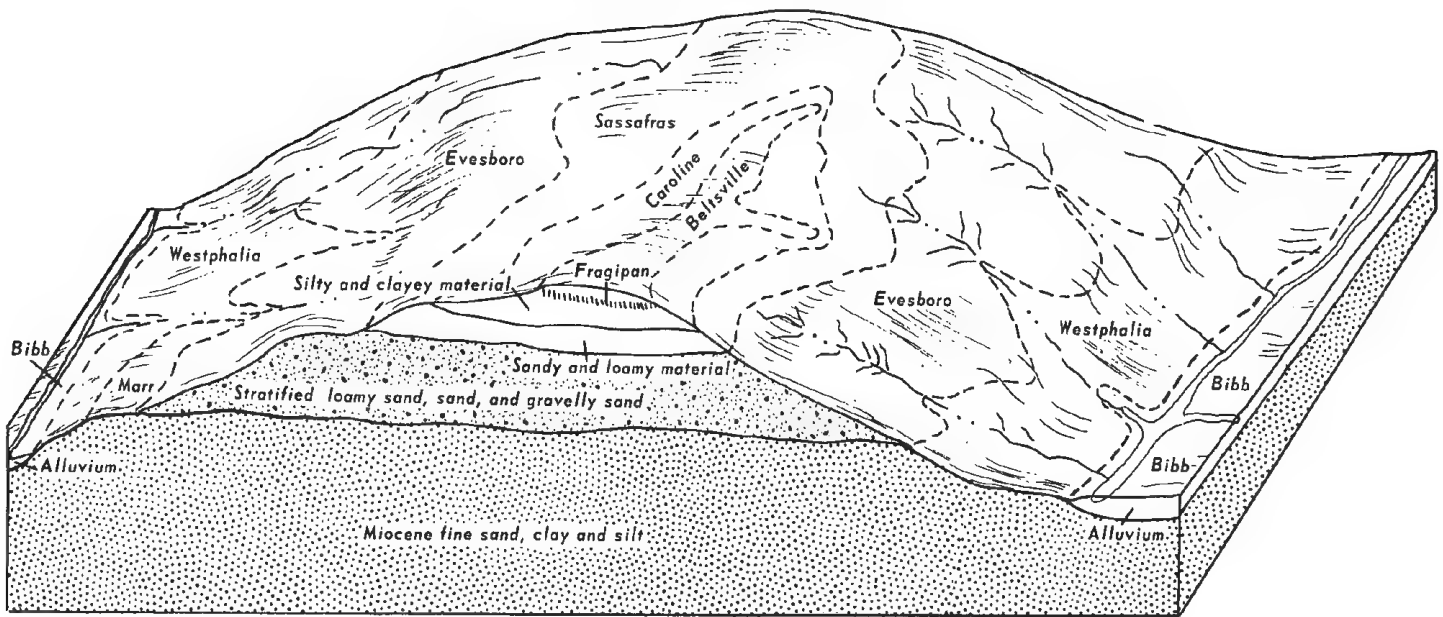 Sassafras
Evesboro
Caroline
Beltsville
Westphalia
Fragipan
Silty and clayey material
Evesboro
Westphalia
Bibb
Marr
Sandy and loamy material
Bibb
Stratified loamy sand, sand, and gravelly sand
Bibb
Alluvium
Miocene fine sand, clay and silt
Alluvium